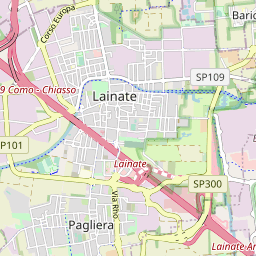 Corso Europa
Baric
SP109
9 Como - Chiasso
Lainate
SP101
Lainate
SP300
Via Rho
Pagliera
Lainate Ar